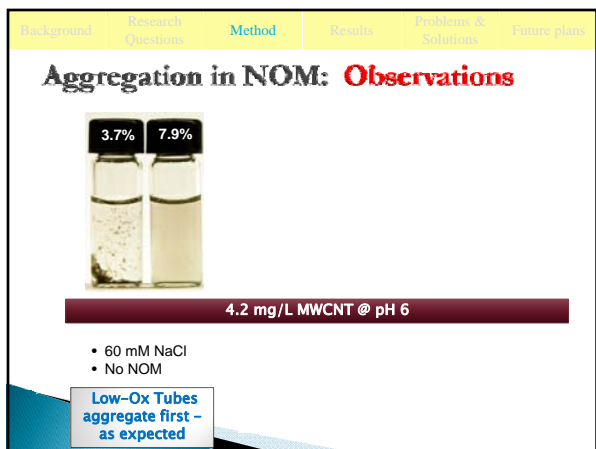 Background
Research
Questions
Method
Results
Problems &
Solutions
Future plans
Aggregation in NOM: Observations
3.7% 7.9%
4.2 mg/L MWCNT @ pH 6
• 60 mM NaCl
• No NOM
Low-Ox Tubes
aggregate first –
as expected